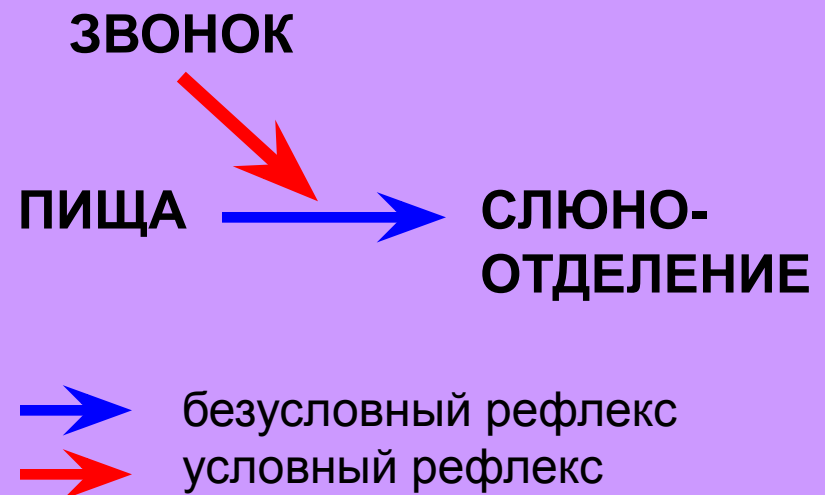 ЗВОНОК
ПИЩА
СЛЮНО-
ОТДЕЛЕНИЕ
безусловный рефлекс
условный рефлекс